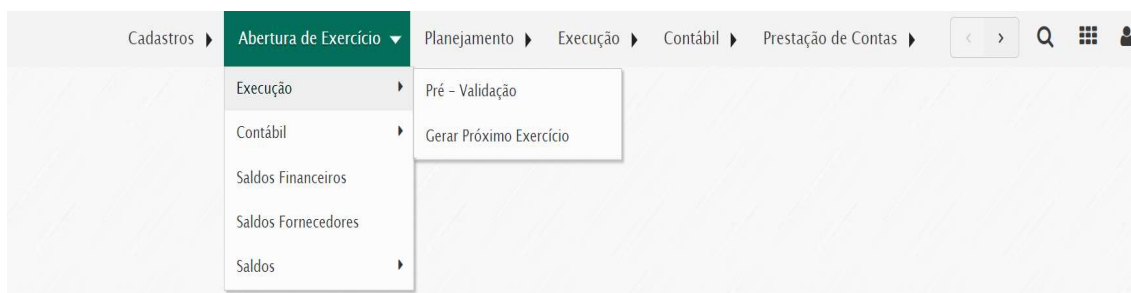 Cadastros Abertura de Exercício Planejamento Execução Contábil Prestação de Contas
Execução Pré – Validação
Contábil Gerar Próximo Exercício
Saldos Financeiros
Saldos Fornecedores
Saldos